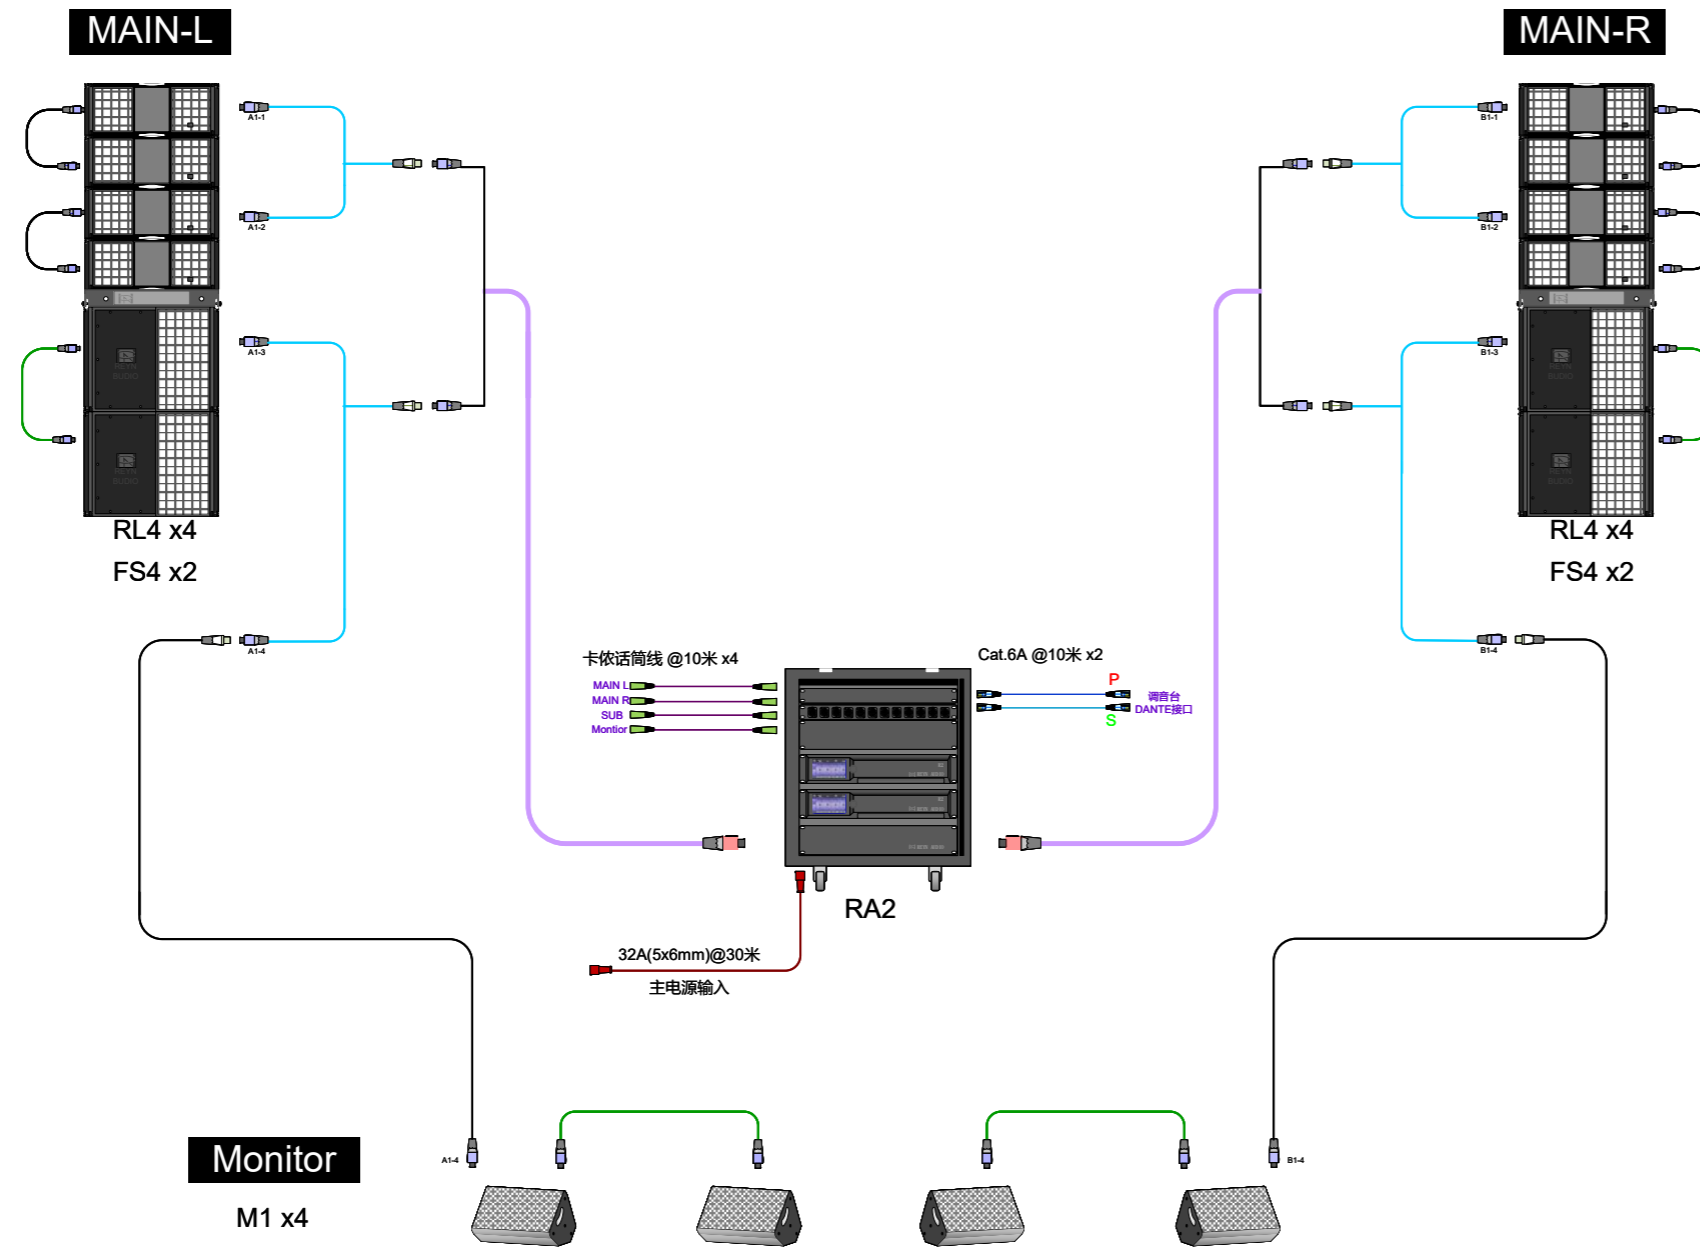 MAIN-L
MAIN-R
A1-1
B1-1
A1-2
B1-2
A1-3
B1-3
REYN
REYN
RL4 x4
RL4 x4
FS4 x2
FS4 x2
A1-4
B1-4
卡侬话筒线 @10米 x4
Cat.6A @10米 x2
MAIN L
MAIN R
SUB
Montior
P
S
调音台
DANTE接口
RA2
32A(5x6mm)@30米
主电源输入
Monitor
M1 x4
A1-4
B1-4